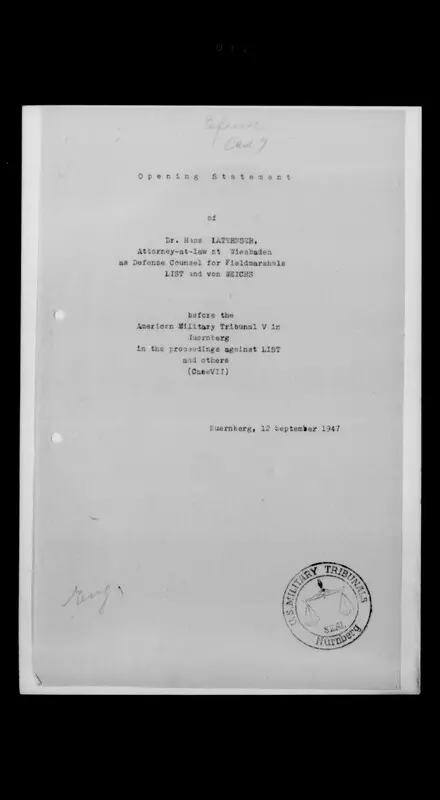 Opening Statement
of
Dr. Hans LATERNSER,
Attorney-at-law at Wiesbaden
as Defense Counsel for Fieldmarshals
LIST and von WEICHS
before the
American Military Tribunal V in
Nuernberg
in the proceedings against LIST
and others
(CaseVII)
Nuernberg, 12 September 1947
U.S. MILITARY TRIBUNALS
SEAL
Nürnberg